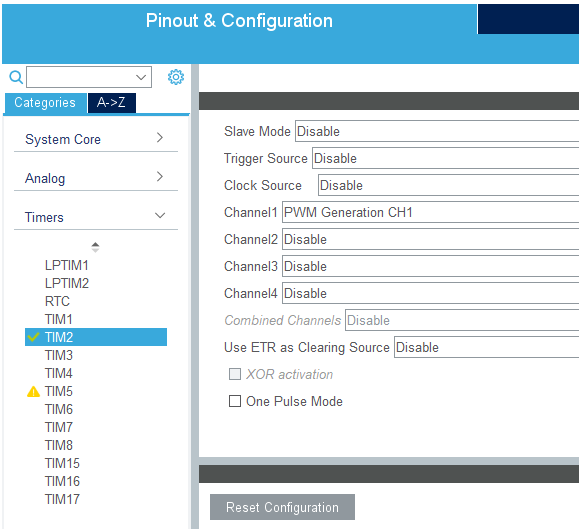 Pinout & Configuration
Categories
A->Z
System Core
Analog
Timers
LPTIM1
LPTIM2
RTC
TIM1
TIM2
TIM3
TIM4
TIM5
TIM6
TIM7
TIM8
TIM15
TIM16
TIM17
Slave Mode Disable
Trigger Source Disable
Clock Source Disable
Channel1 PWM Generation CH1
Channel2 Disable
Channel3 Disable
Channel4 Disable
Combined Channels Disable
Use ETR as Clearing Source Disable
XOR activation
One Pulse Mode
Reset Configuration